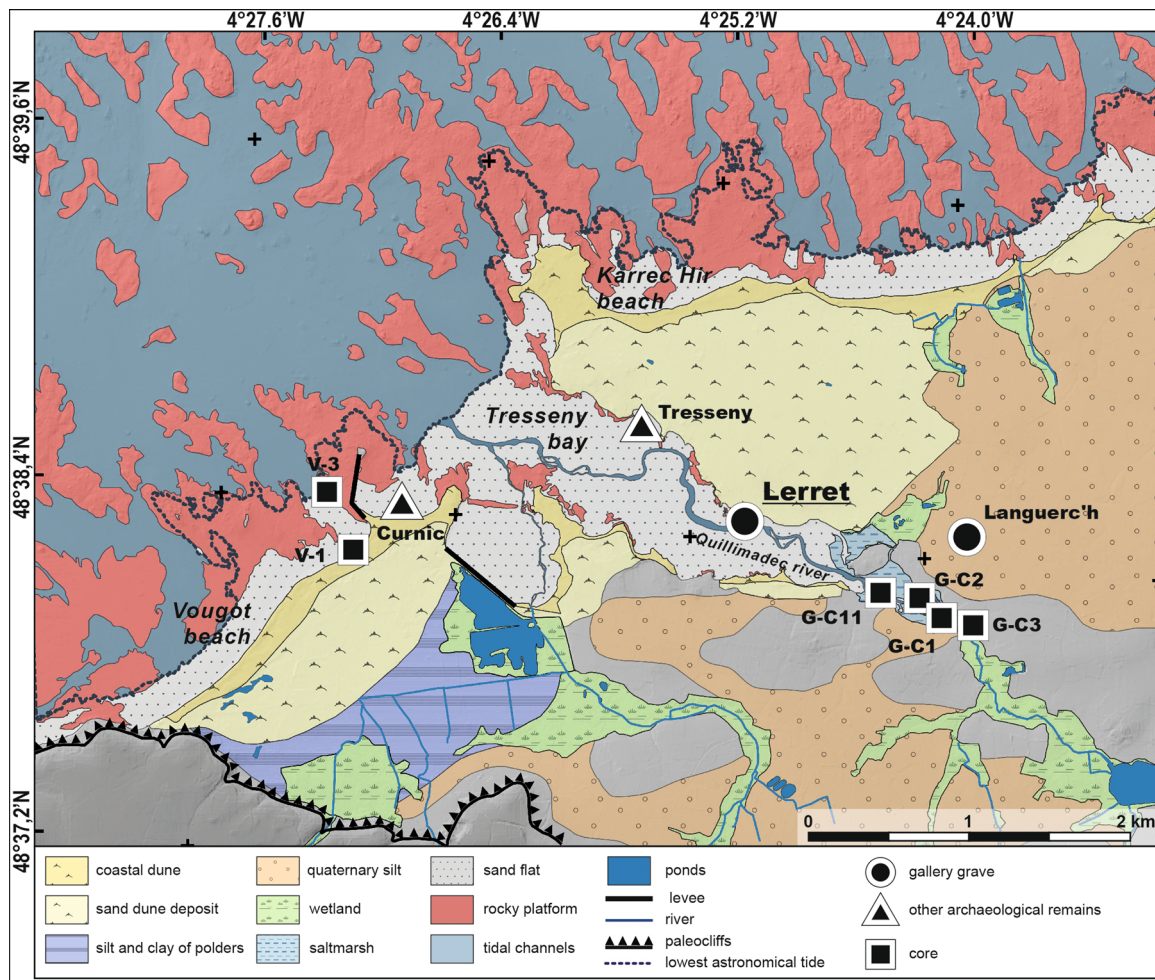 4°27.6'W
4°26.4'W
4°25.2'W
4°24.0'W
48°39,6'N
48°38,4'N
48°37,2'N
Karrec Hir
beach
Tresseny
bay
Tresseny
V-3
Curnic
V-1
Vougot
beach
Lerret
Quillimadec river
Languerc'h
G-C2
G-C11
G-C1
G-C3
0
1
2 km
coastal dune
sand dune deposit
silt and clay of polders
quaternary silt
wetland
saltmarsh
sand flat
rocky platform
tidal channels
ponds
levee
river
paleocliffs
lowest astronomical tide
gallery grave
other archaeological remains
core